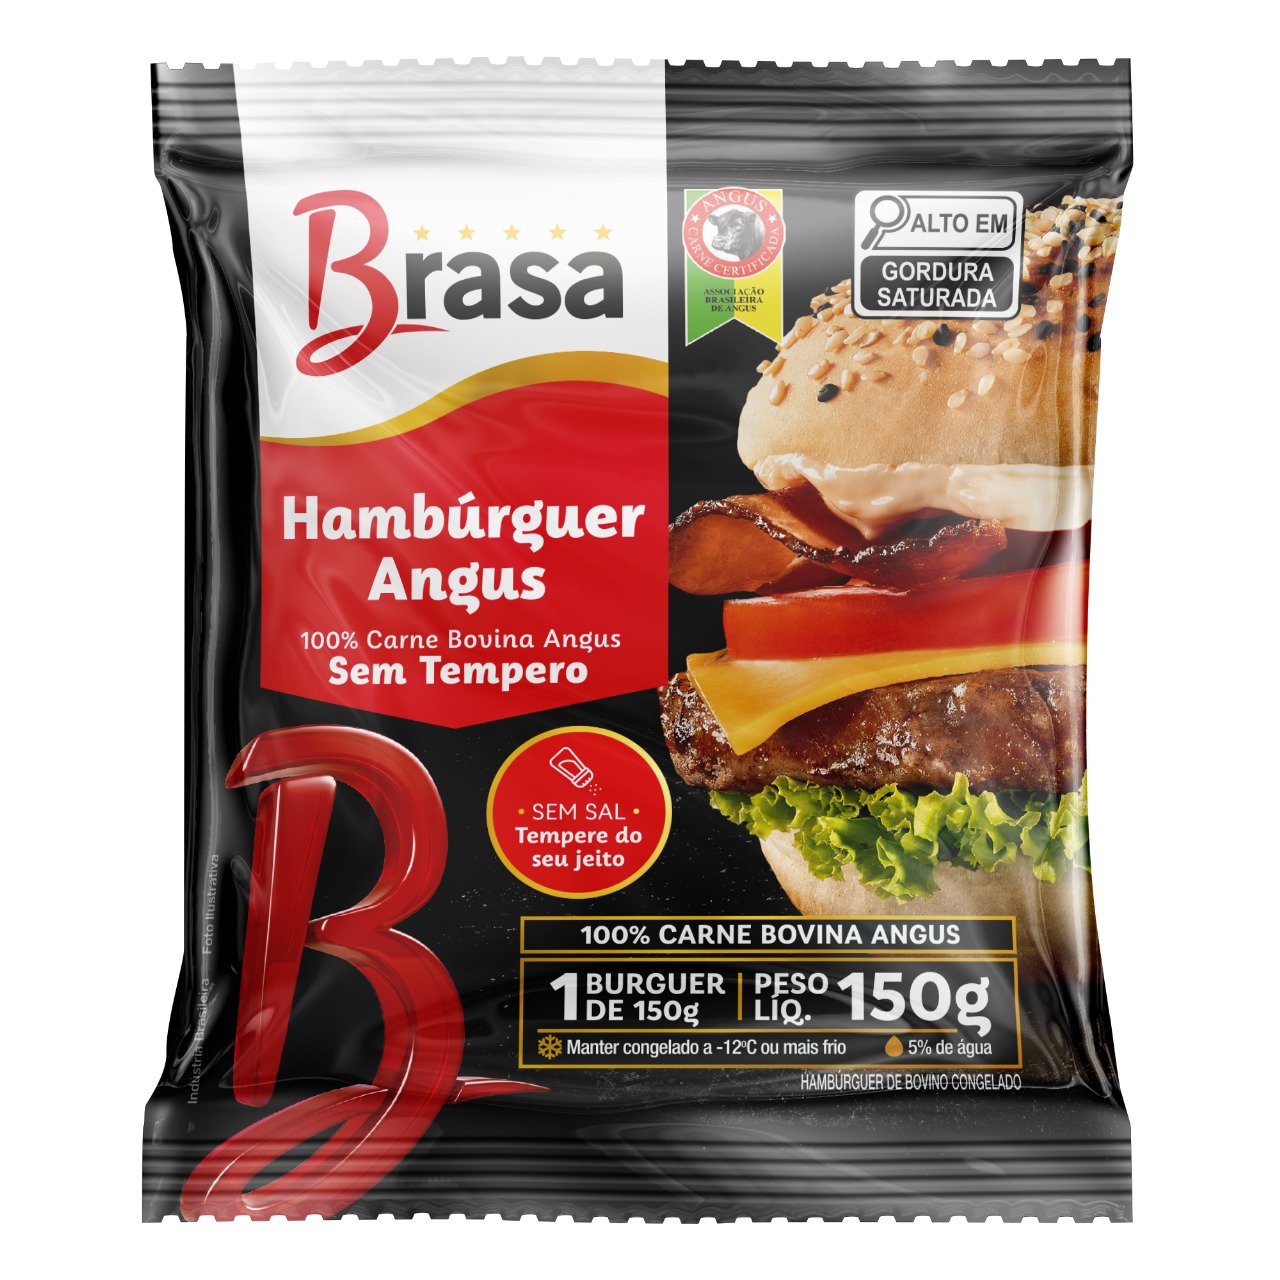 Brasa
ANGUS
CARNE CERTIFICADA
ASSOCIAÇÃO
BRASILEIRA
DE ANGUS
ALTO EM
GORDURA
SATURADA
Hambúrguer
Angus
100% Carne Bovina Angus
Sem Tempero
• SEM SAL •
Tempere do
seu jeito
100% CARNE BOVINA ANGUS
1 BURGUER
DE 150g
PESO
LÍQ.
150g
Manter congelado a -12ºC ou mais frio
5% de água
HAMBÚRGUER DE BOVINO CONGELADO
Indústria Brasileira
Foto Ilustrativa
B